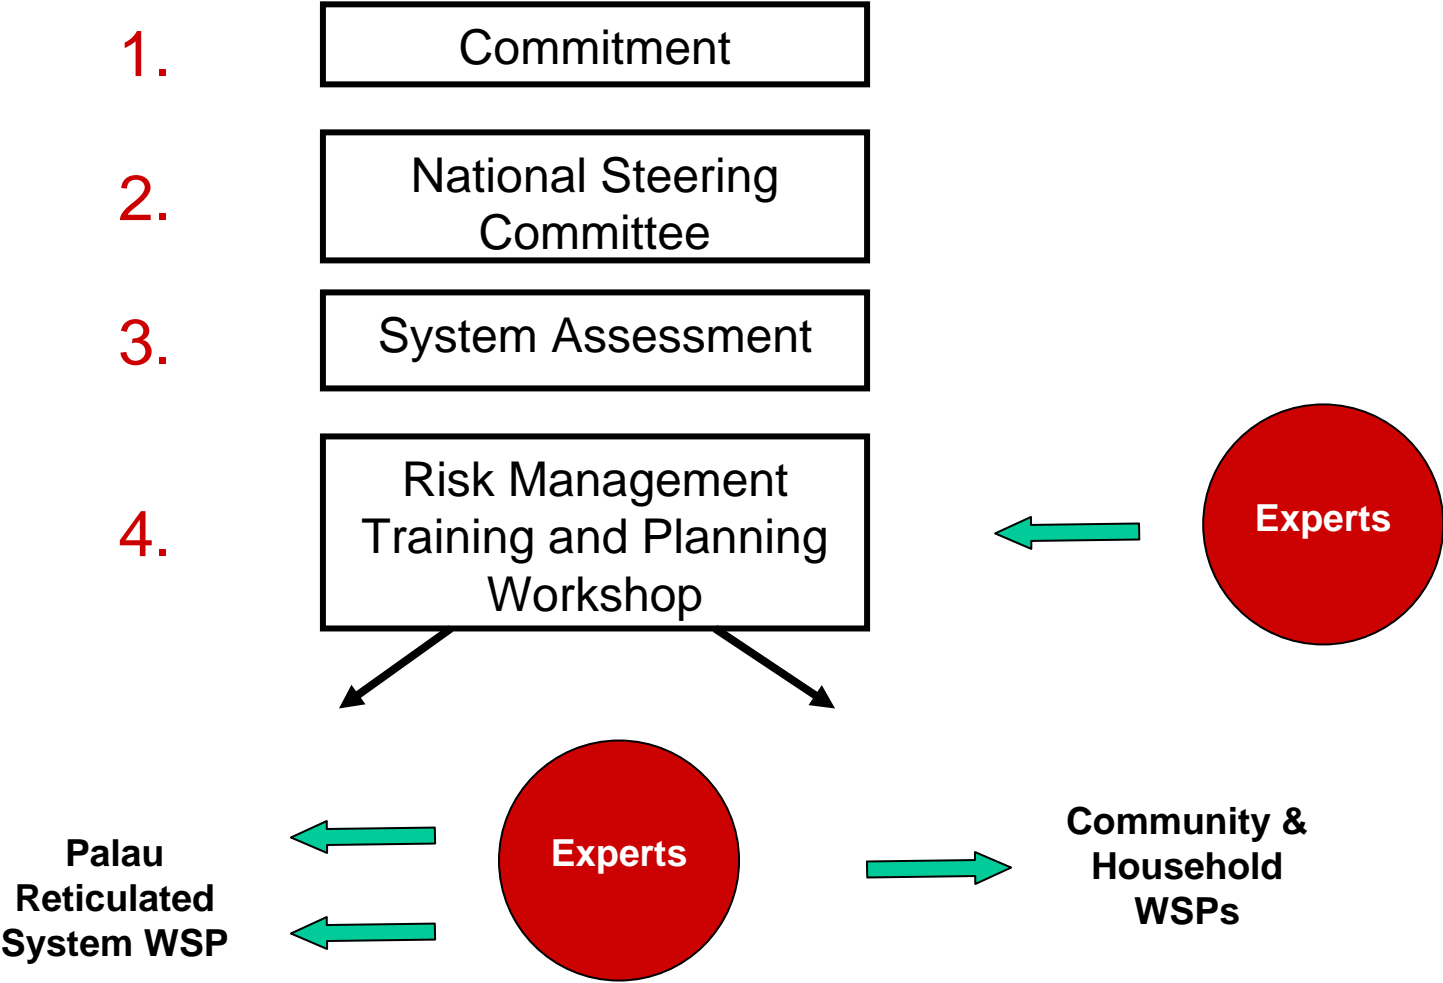 1.
Commitment
2.
National Steering
Committee
3.
System Assessment
4.
Risk Management
Training and Planning
Workshop
Experts
Experts
Palau
Reticulated
System WSP
Community &
Household
WSPs